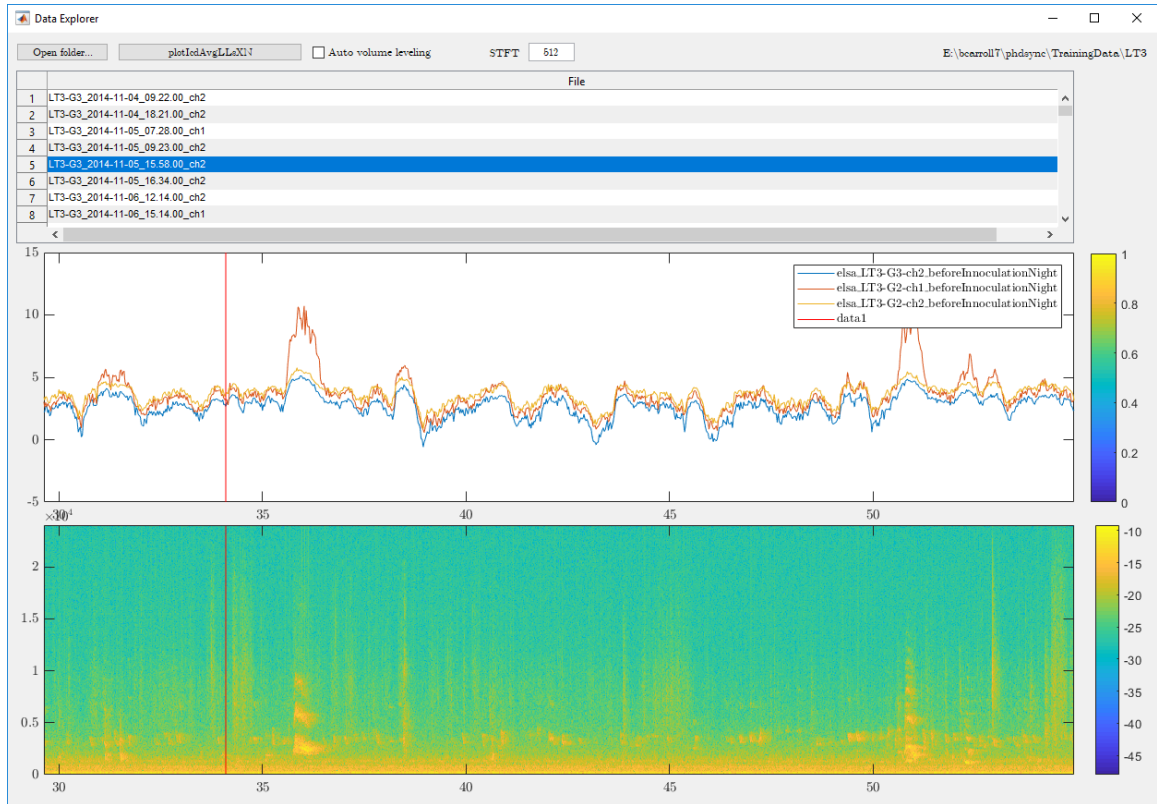 Data Explorer
Open folder... plotIcdAvgLLsXLN Auto volume leveling STFT 512 E:\bcarroll7\phdsync\TrainingData\LT3
File
1 LT3-G3_2014-11-04_09.22.00_ch2
2 LT3-G3_2014-11-04_18.21.00_ch2
3 LT3-G3_2014-11-05_07.28.00_ch1
4 LT3-G3_2014-11-05_09.23.00_ch2
5 LT3-G3_2014-11-05_15.58.00_ch2
6 LT3-G3_2014-11-05_16.34.00_ch2
7 LT3-G3_2014-11-06_12.14.00_ch2
8 LT3-G3_2014-11-06_15.14.00_ch1
15
10
5
0
-5
elsa_LT3-G3-ch2_beforeInnoculationNight
elsa_LT3-G2-ch1_beforeInnoculationNight
elsa_LT3-G2-ch2_beforeInnoculationNight
data1
1
0.8
0.6
0.4
0.2
0
30 35 40 45 50
×10⁴
2
1.5
1
0.5
0
30 35 40 45 50
-10
-15
-20
-25
-30
-35
-40
-45